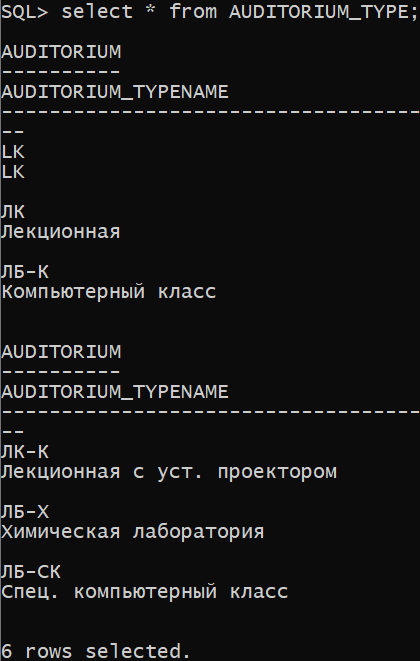 SQL> select * from AUDITORIUM_TYPE;
AUDITORIUM
----------
AUDITORIUM_TYPENAME
-----------------------------------
--
LK
LK
ЛК
Лекционная
ЛБ-К
Компьютерный класс
AUDITORIUM
----------
AUDITORIUM_TYPENAME
-----------------------------------
--
ЛК-К
Лекционная с уст. проектором
ЛБ-Х
Химическая лаборатория
ЛБ-СК
Спец. компьютерный класс
6 rows selected.